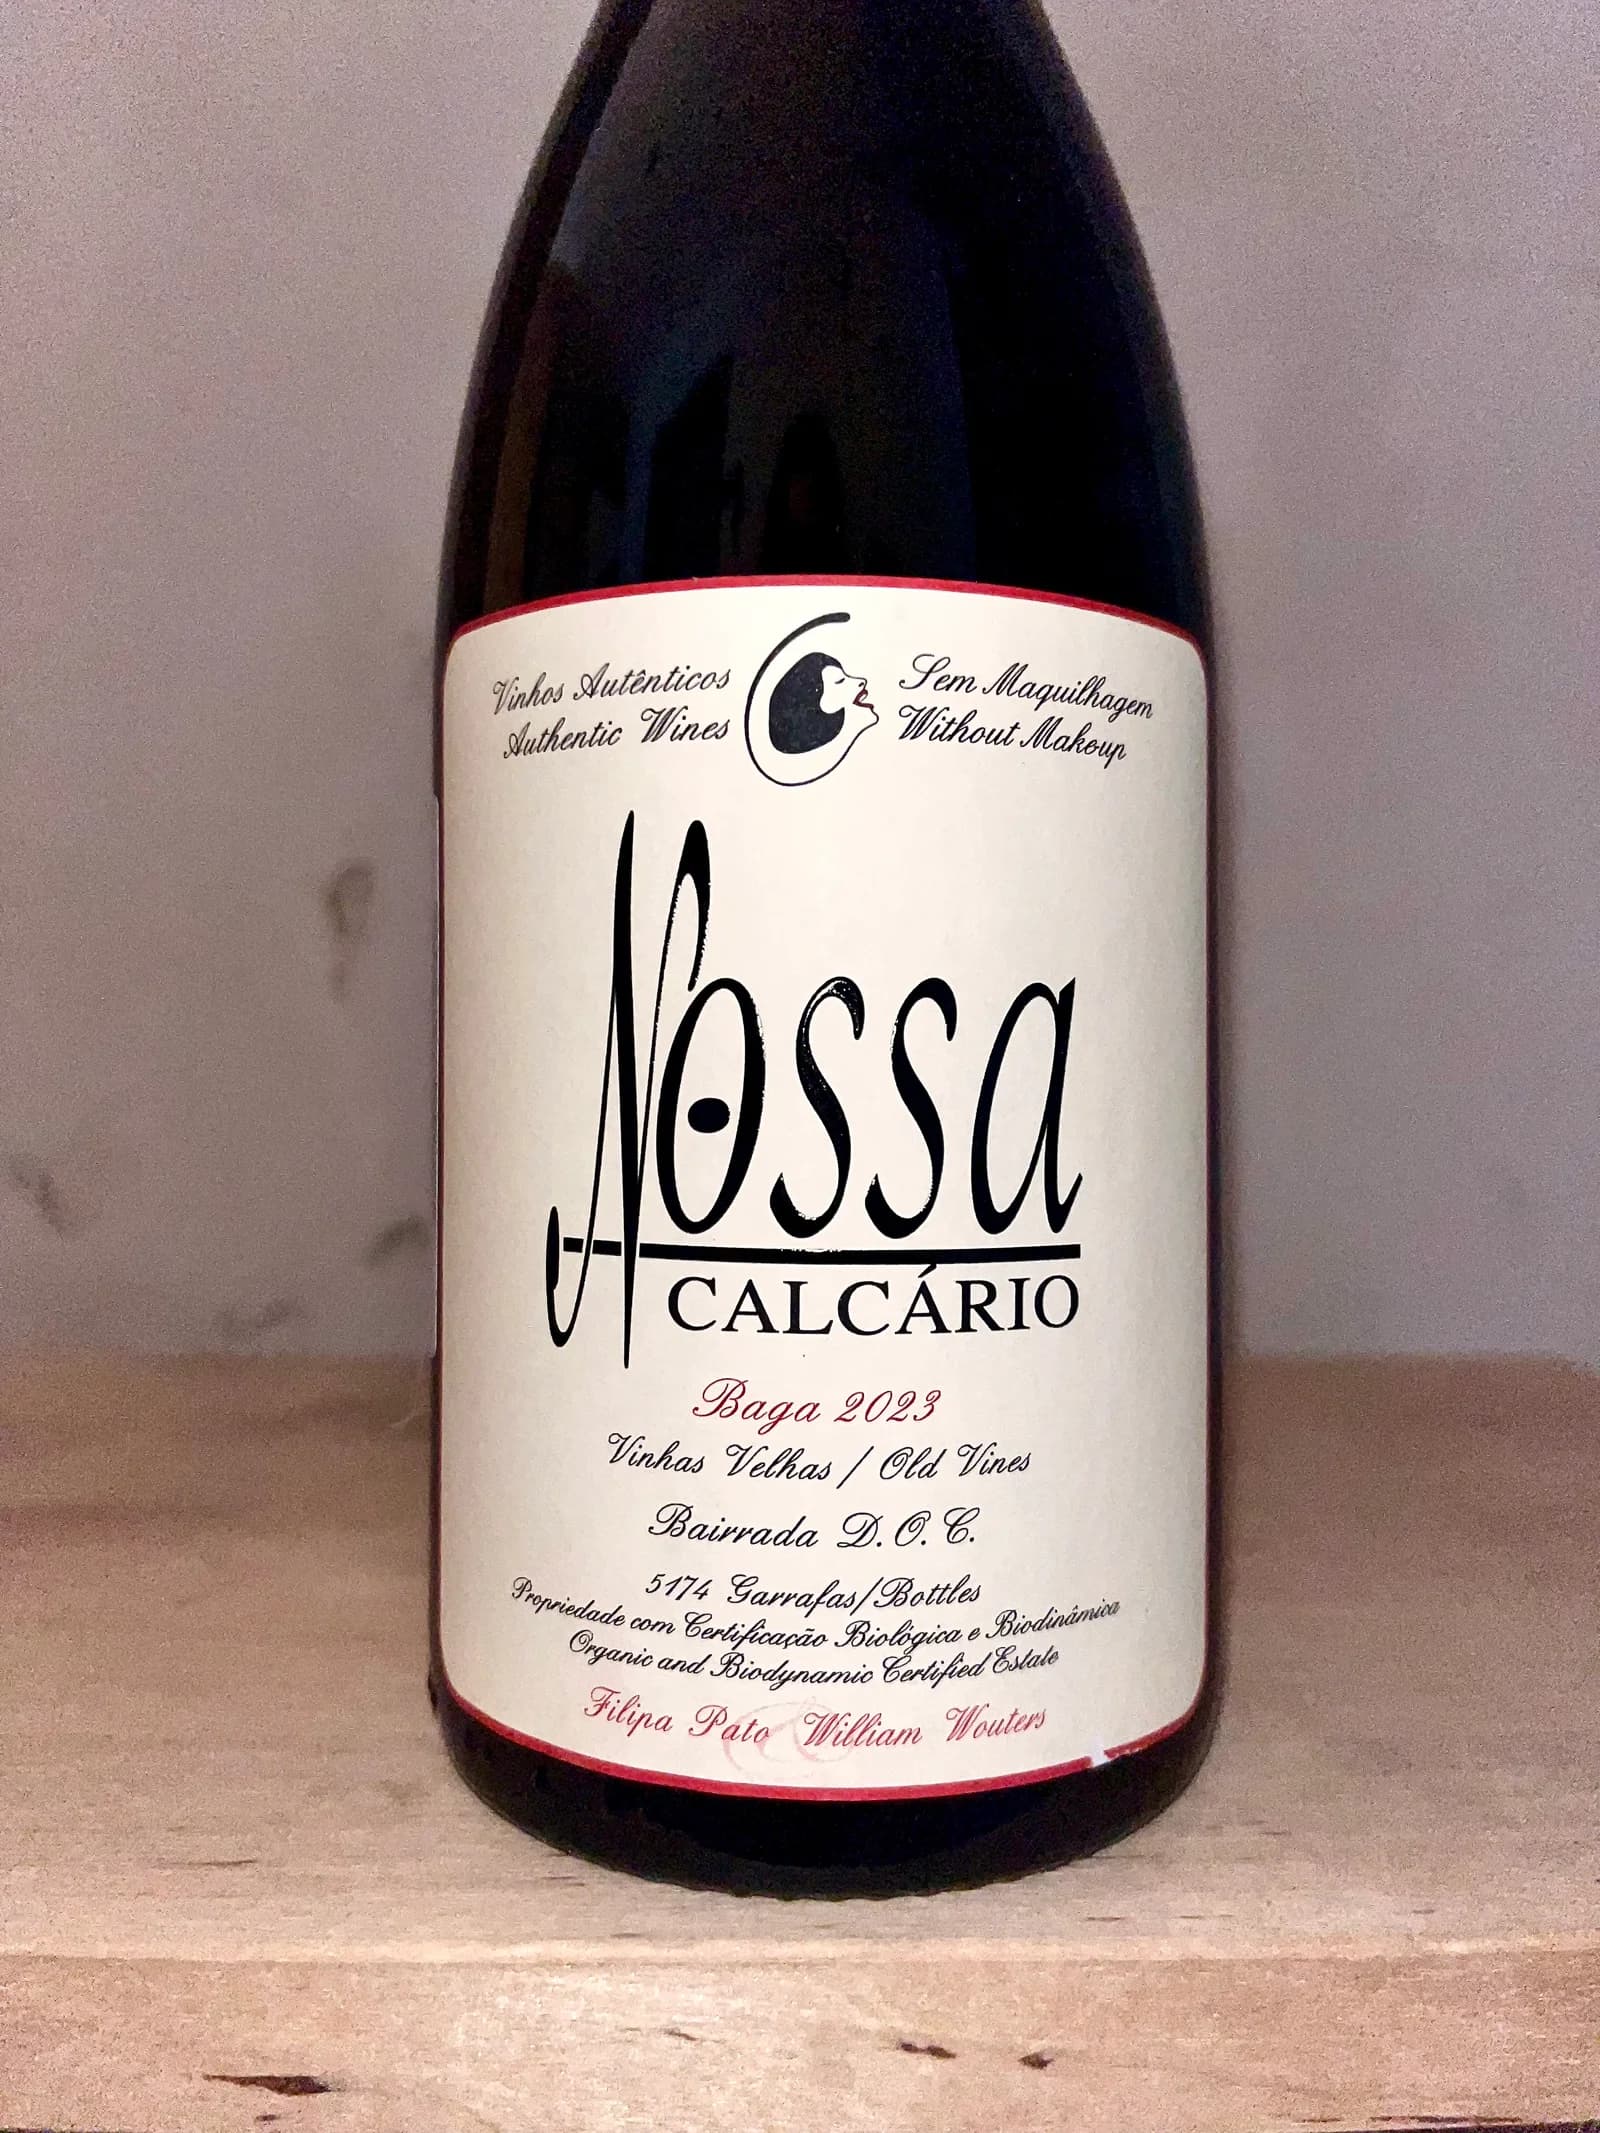 Vinhos Autênticos
Authentic Wines
Sem Maquilhagem
Without Makeup
Nossa
CALCÁRIO
Baga 2023
Vinhas Velhas / Old Vines
Bairrada D.O.C.
5174 Garrafas/Bottles
Propriedade com Certificação Biológica e Biodinâmica
Organic and Biodynamic Certified Estate
Filipa Pato & William Wouters